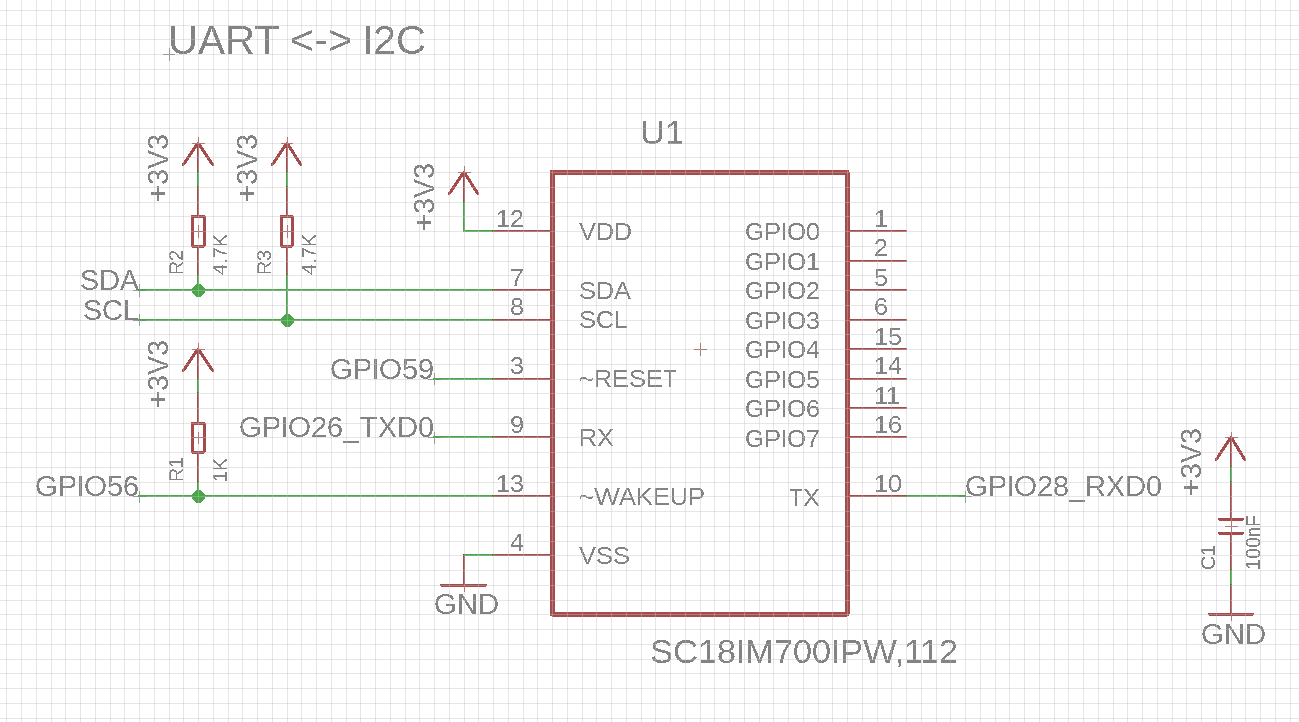 UART <-> I2C
U1
+3V3
+3V3
+3V3
R2
4.7K
R3
4.7K
SDA
SCL
12
VDD
GPIO0
1
GPIO1
2
7
SDA
GPIO2
5
8
SCL
GPIO3
6
GPIO4
15
GPIO59
3
~RESET
GPIO5
14
GPIO6
11
+3V3
GPIO26_TXD0
9
RX
GPIO7
16
R1
1K
GPIO56
13
~WAKEUP
TX
10
GPIO28_RXD0
+3V3
C1
100nF
4
VSS
GND
GND
SC18IM700IPW,112